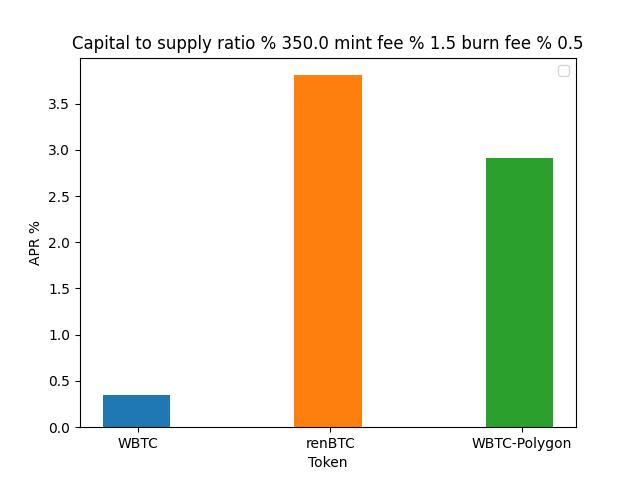 Capital to supply ratio % 350.0 mint fee % 1.5 burn fee % 0.5
3.5
3.0
2.5
2.0
1.5
1.0
0.5
0.0
APR %
WBTC renBTC WBTC-Polygon
Token